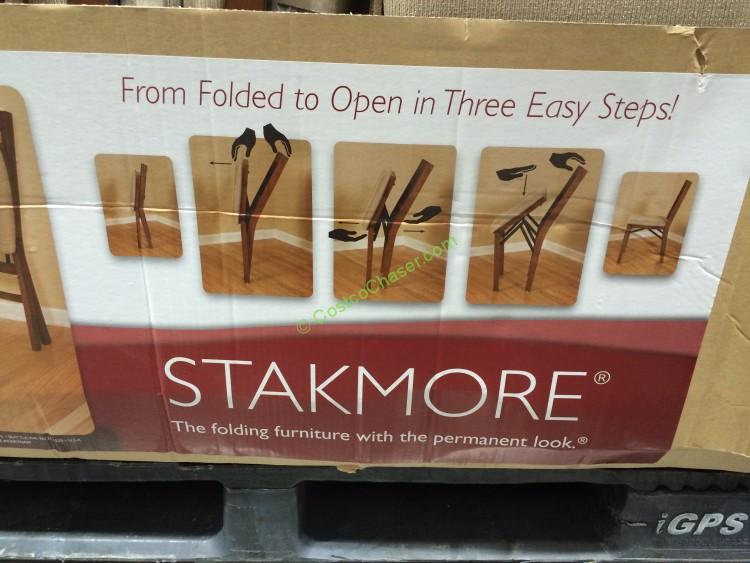 From Folded to Open in Three Easy Steps!
© CostcoChaser.com
STAKMORE®
The folding furniture with the permanent look.®
iGPS